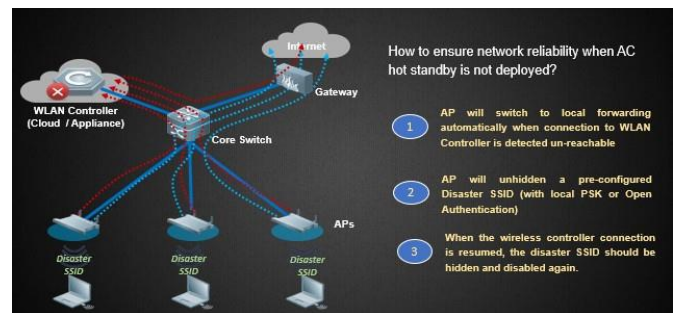 Internet
How to ensure network reliability when AC
hot standby is not deployed?
Gateway
WLAN Controller
(Cloud / Appliance)
Core Switch
1
AP will switch to local forwarding
automatically when connection to WLAN
Controller is detected un-reachable
2
AP will unhidden a pre-configured
Disaster SSID (with local PSK or Open
Authentication)
APs
3
When the wireless controller connection
is resumed, the disaster SSID should be
hidden and disabled again.
Disaster
SSID
Disaster
SSID
Disaster
SSID